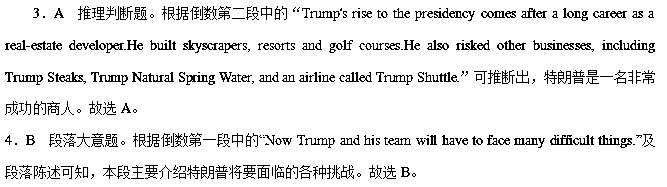 3．A　推理判断题。根据倒数第二段中的“Trump's rise to the presidency comes after a long career as a
real-estate developer.He built skyscrapers, resorts and golf courses.He also risked other businesses, including
Trump Steaks, Trump Natural Spring Water, and an airline called Trump Shuttle.”可推断出，特朗普是一名非常
成功的商人。故选 A。
4．B　段落大意题。根据倒数第一段中的“Now Trump and his team will have to face many difficult things.”及
段落陈述可知，本段主要介绍特朗普将要面临的各种挑战。故选 B。